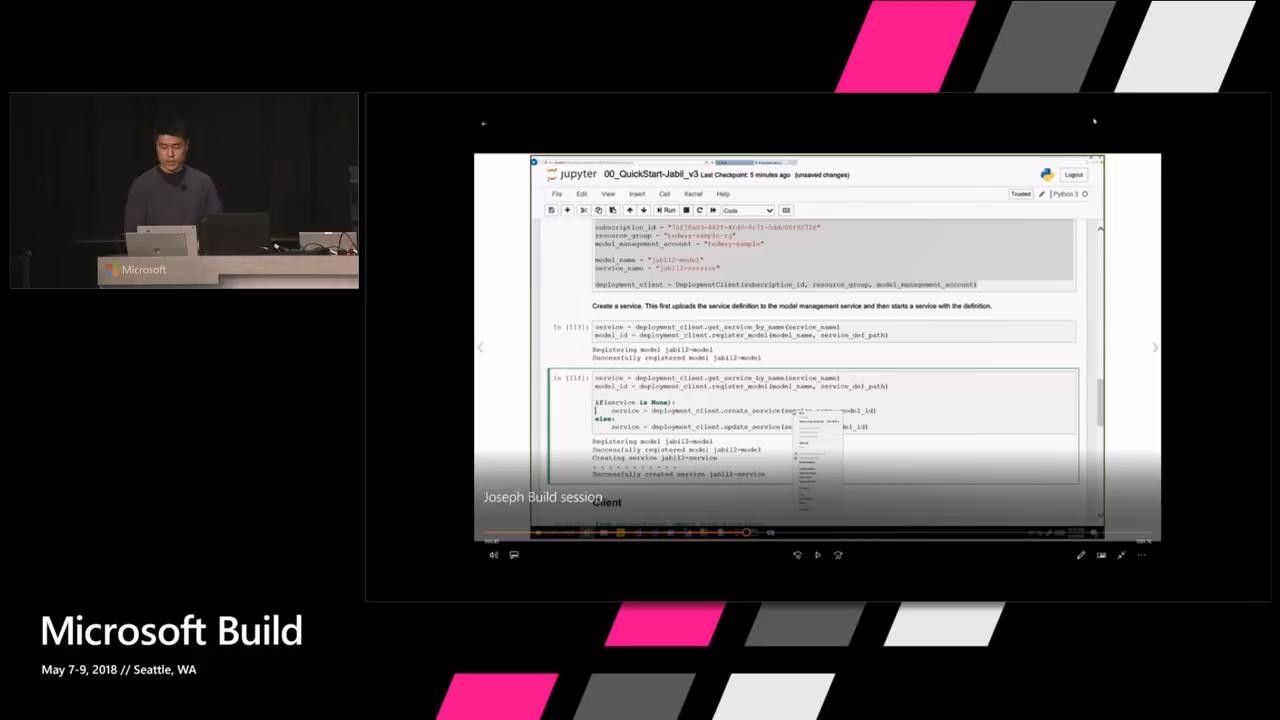 Microsoft
Microsoft Build
May 7-9, 2018 // Seattle, WA
jupyter 00_QuickStart-Jabil_v3 Last Checkpoint: 5 minutes ago (unsaved changes)
Logout
File Edit View Insert Cell Kernel Help
Trusted Python 3
Run Code
resource_group = "tedway-sample-rg"
model_management_account = "tedway-sample"
model_name = "jabil2-model"
service_name = "jabil2-service"
deployment_client = DeploymentClient(subscription_id, resource_group, model_management_account)
Create a service. This first uploads the service definition to the model management service and then starts a service with the definition.
In [113]: service = deployment_client.get_service_by_name(service_name)
model_id = deployment_client.register_model(model_name, service_def_path)
Registering model jabil2-model
Successfully registered model jabil2-model
In [114]: service = deployment_client.get_service_by_name(service_name)
model_id = deployment_client.register_model(model_name, service_def_path)
if(service is None):
service = deployment_client.create_service(
else:
service = deployment_client.update_service(
Registering model jabil2-model
Successfully registered model jabil2-model
Creating service jabil2-service
. . . . . . . . . . .
Successfully created service jabil2-service
Joseph Build session
Client